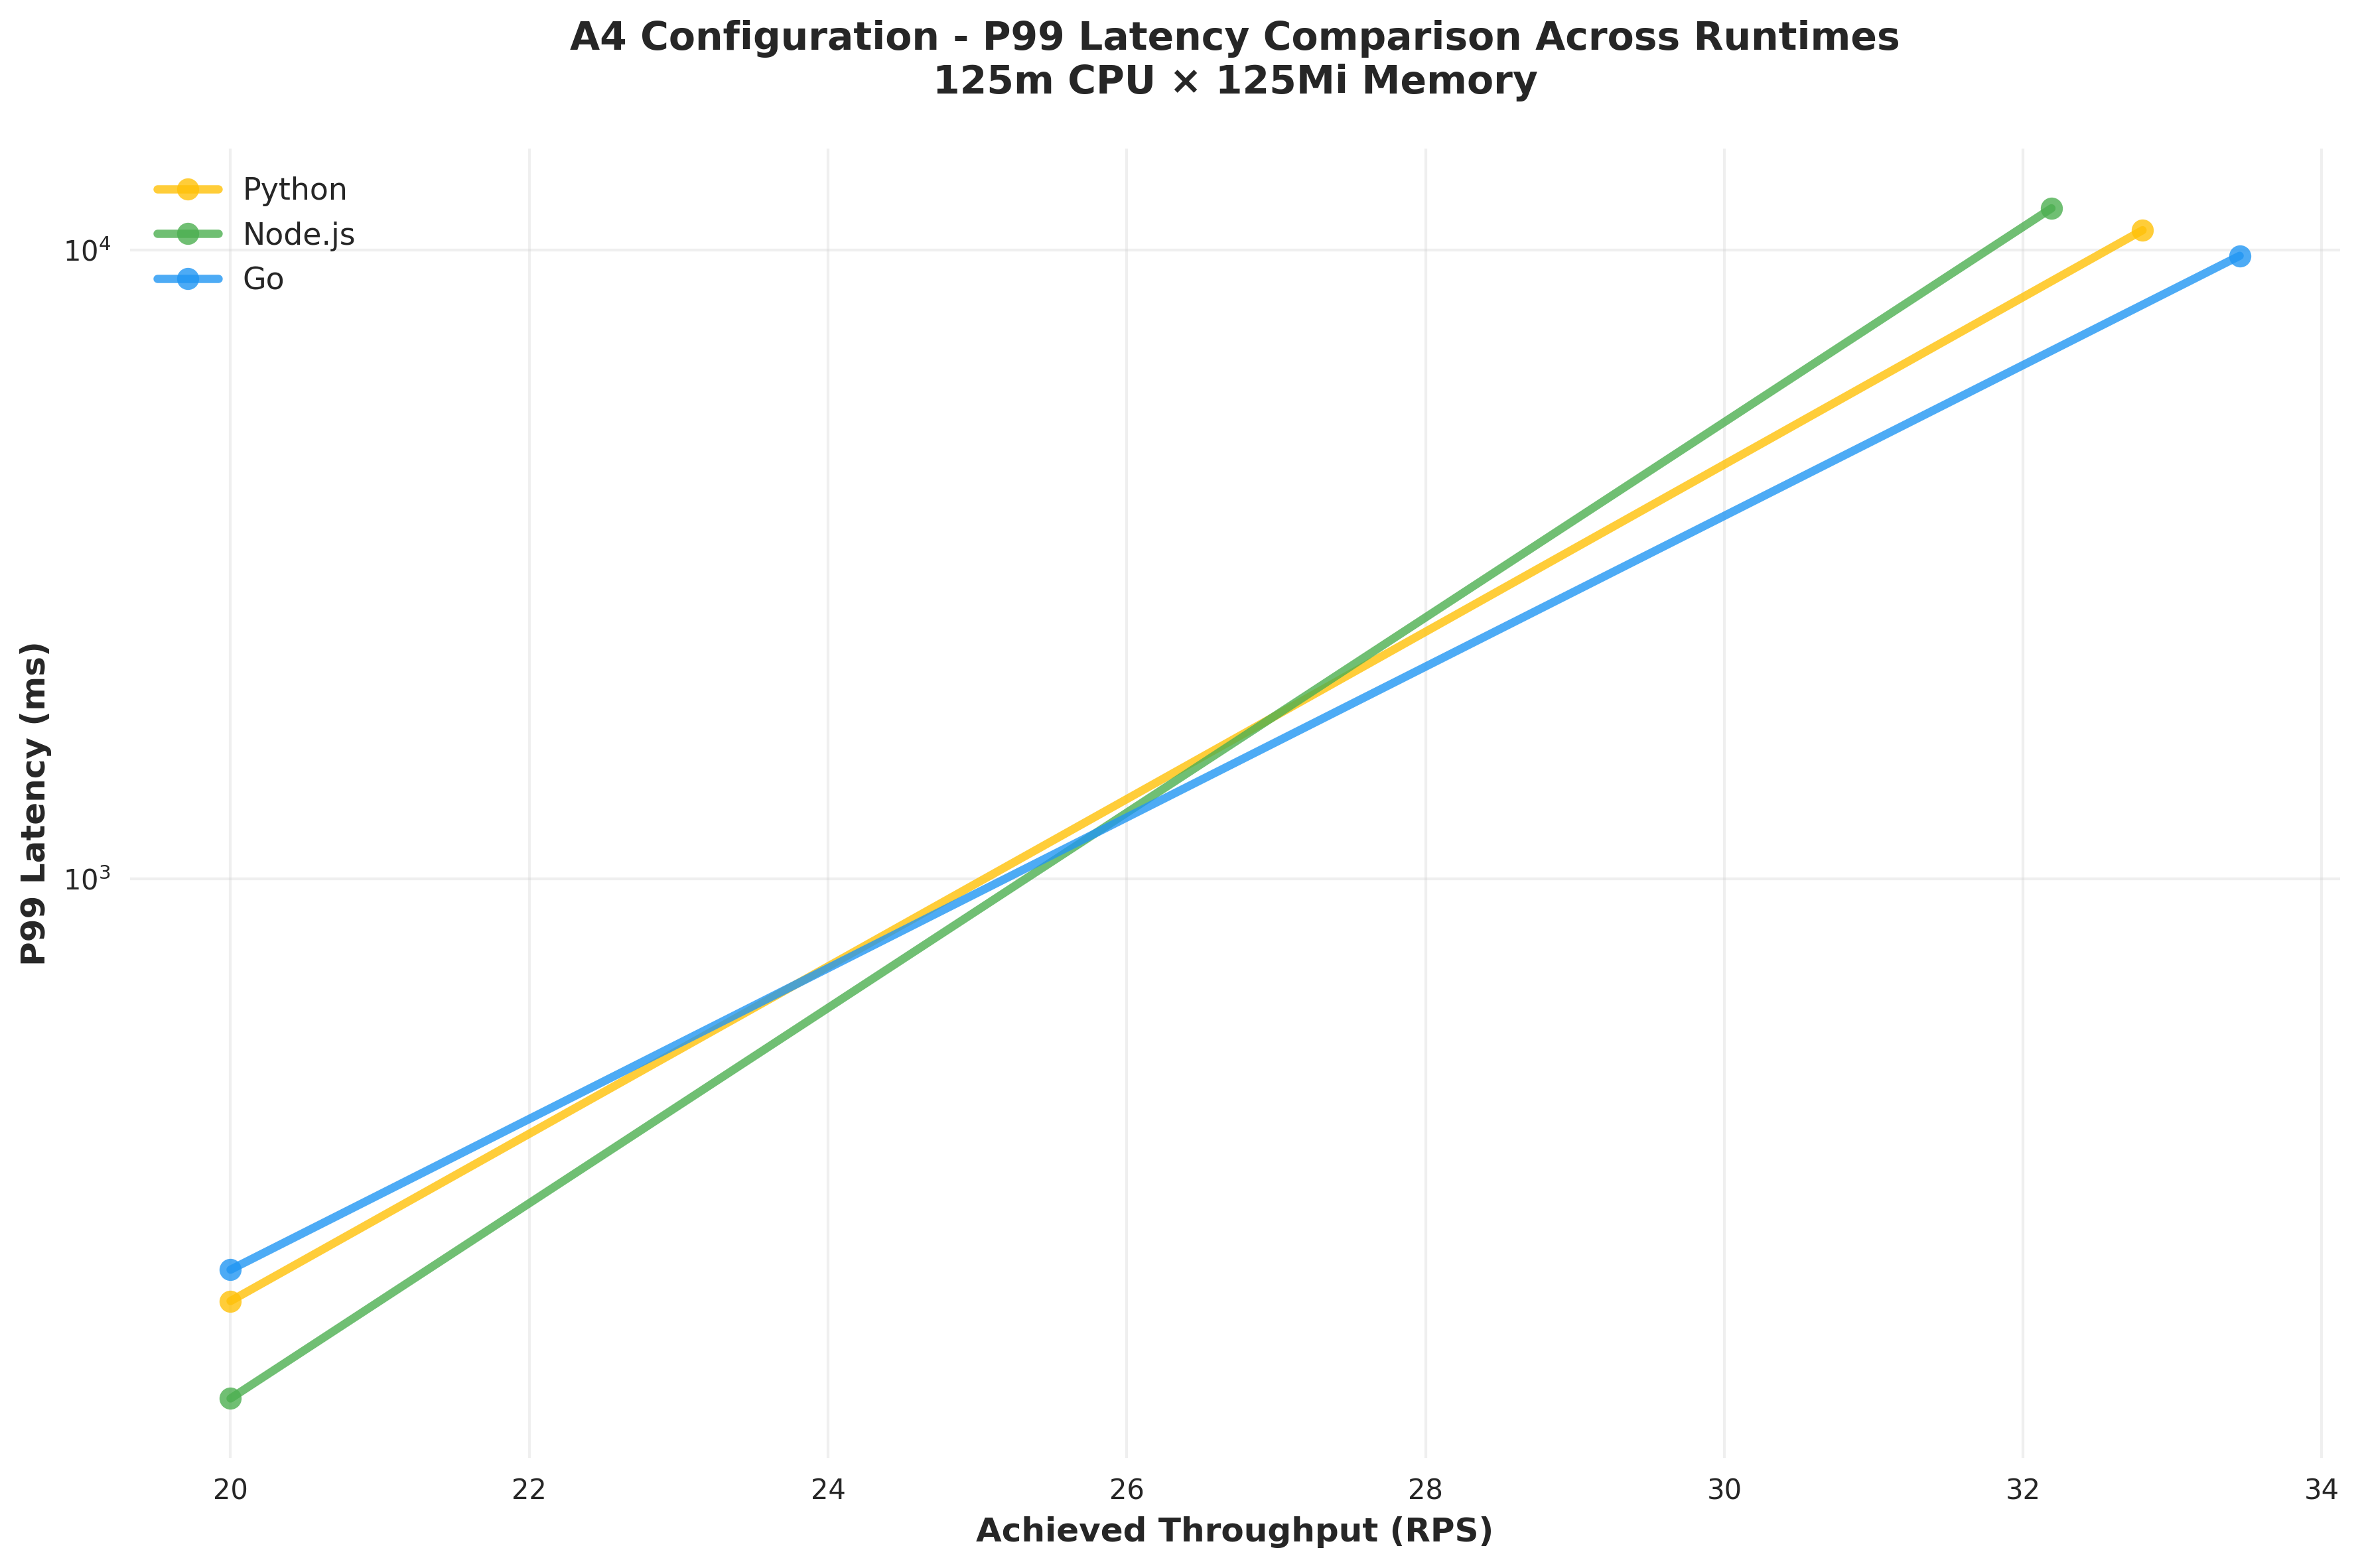 A4 Configuration - P99 Latency Comparison Across Runtimes
125m CPU × 125Mi Memory
Python
Node.js
Go
10⁴
10³
P99 Latency (ms)
20 22 24 26 28 30 32 34
Achieved Throughput (RPS)